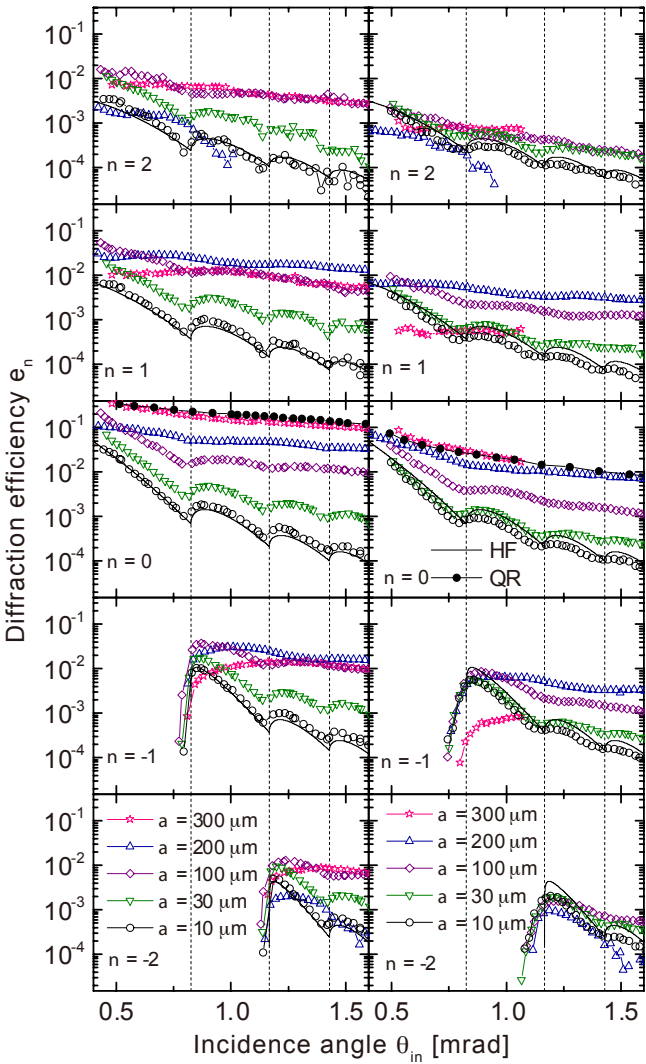 Diffraction efficiency e_n
10^-1
10^-2
10^-3
10^-4
n = 2
n = 2
10^-1
10^-2
10^-3
10^-4
n = 1
n = 1
10^-1
10^-2
10^-3
10^-4
n = 0
HF
n = 0
QR
10^-1
10^-2
10^-3
10^-4
n = -1
n = -1
10^-1
10^-2
10^-3
10^-4
a = 300 μm
a = 200 μm
a = 100 μm
a = 30 μm
a = 10 μm
n = -2
a = 300 μm
a = 200 μm
a = 100 μm
a = 30 μm
a = 10 μm
n = -2
0.5 1.0 1.5 0.5 1.0 1.5
Incidence angle θ_in [mrad]